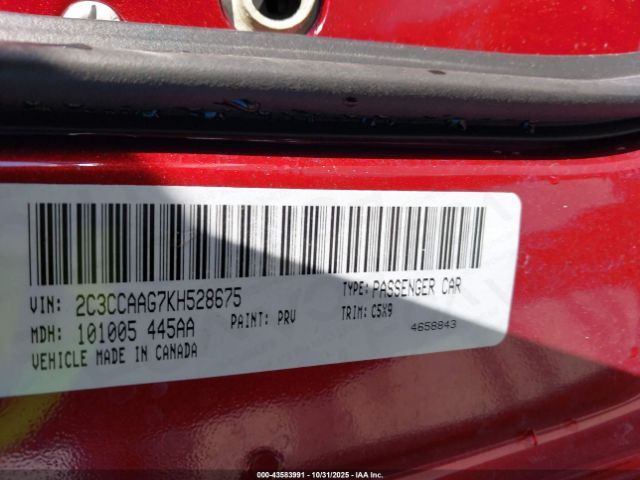 VIN: 2C3CCAAG7KH528675
TYPE: PASSENGER CAR
MDH: 101005 445AA
PAINT: PRV
TRIM: C5X9
VEHICLE MADE IN CANADA
4658843
000-43583991 - 10/31/2025 - IAA Inc.